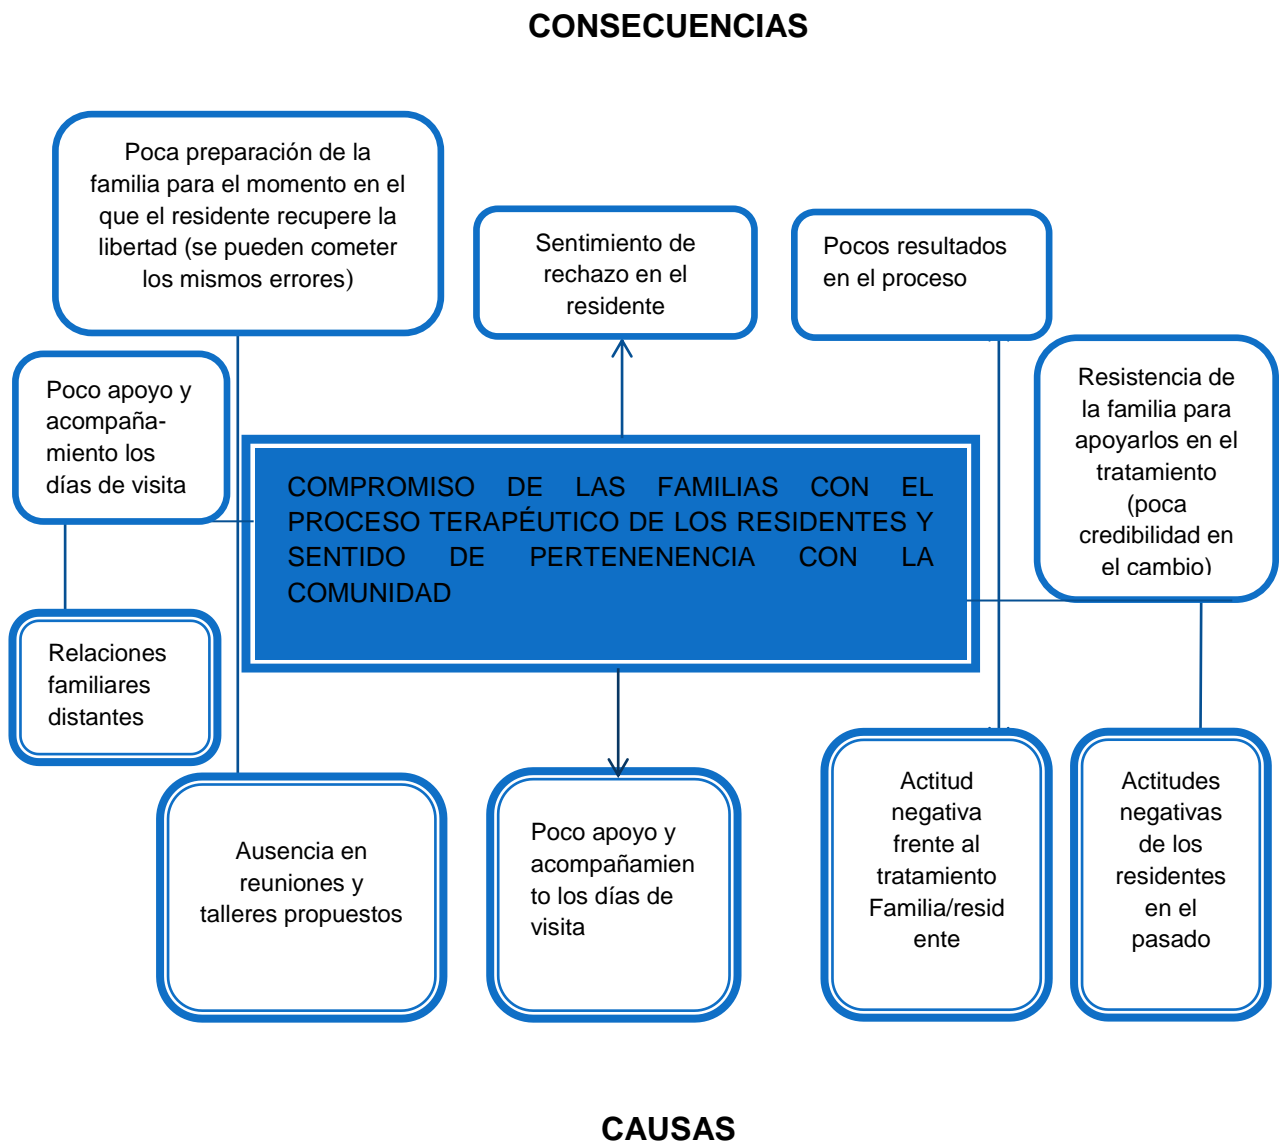 CONSECUENCIAS
Poca preparación de la
familia para el momento en el
que el residente recupere la
libertad (se pueden cometer
los mismos errores)
Sentimiento de
rechazo en el
residente
Pocos resultados
en el proceso
Poco apoyo y
acompaña-
miento los
días de visita
Resistencia de
la familia para
apoyarlos en el
tratamiento
(poca
credibilidad en
el cambio)
COMPROMISO DE LAS FAMILIAS CON EL
PROCESO TERAPÉUTICO DE LOS RESIDENTES Y
SENTIDO DE PERTENENENCIA CON LA
COMUNIDAD
Relaciones
familiares
distantes
Ausencia en
reuniones y
talleres propuestos
Poco apoyo y
acompañamien
to los días de
visita
Actitud
negativa
frente al
tratamiento
Familia/resid
ente
Actitudes
negativas
de los
residentes
en el
pasado
CAUSAS